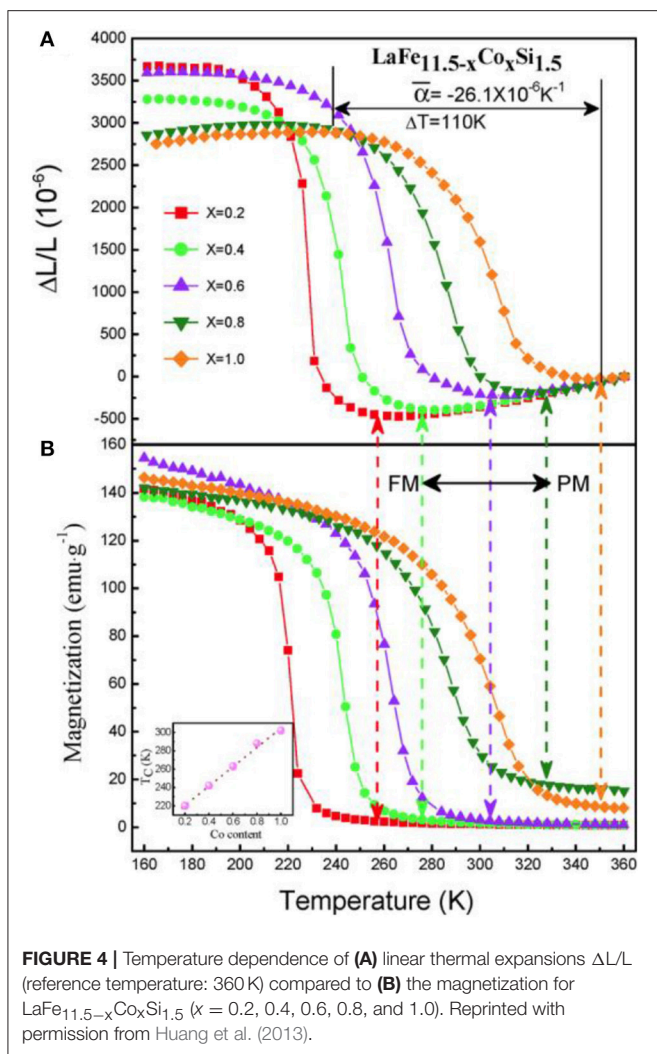 A
4000
3500
3000
2500
2000
1500
1000
500
0
-500
ΔL/L (10⁻⁶)
LaFe₁₁.₅₋ₓCoₓSi₁.₅
α̅= -26.1X10⁻⁶K⁻¹
ΔT=110K
X=0.2
X=0.4
X=0.6
X=0.8
X=1.0
B
160
140
120
100
80
60
40
20
0
Magnetization (emu·g⁻¹)
FM
PM
T_C (K)
300
280
260
240
220
0.2 0.4 0.6 0.8 1.0
Co content
160 180 200 220 240 260 280 300 320 340 360
Temperature (K)
FIGURE 4 | Temperature dependence of (A) linear thermal expansions ΔL/L
(reference temperature: 360 K) compared to (B) the magnetization for
LaFe₁₁.₅₋ₓCoₓSi₁.₅ (x = 0.2, 0.4, 0.6, 0.8, and 1.0). Reprinted with
permission from Huang et al. (2013).